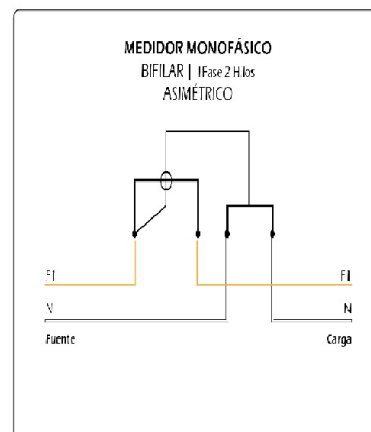 MEDIDOR MONOFÁSICO
BIFILAR | 1Fase 2 Hilos
ASIMÉTRICO
F1 F1
N N
Fuente Carga